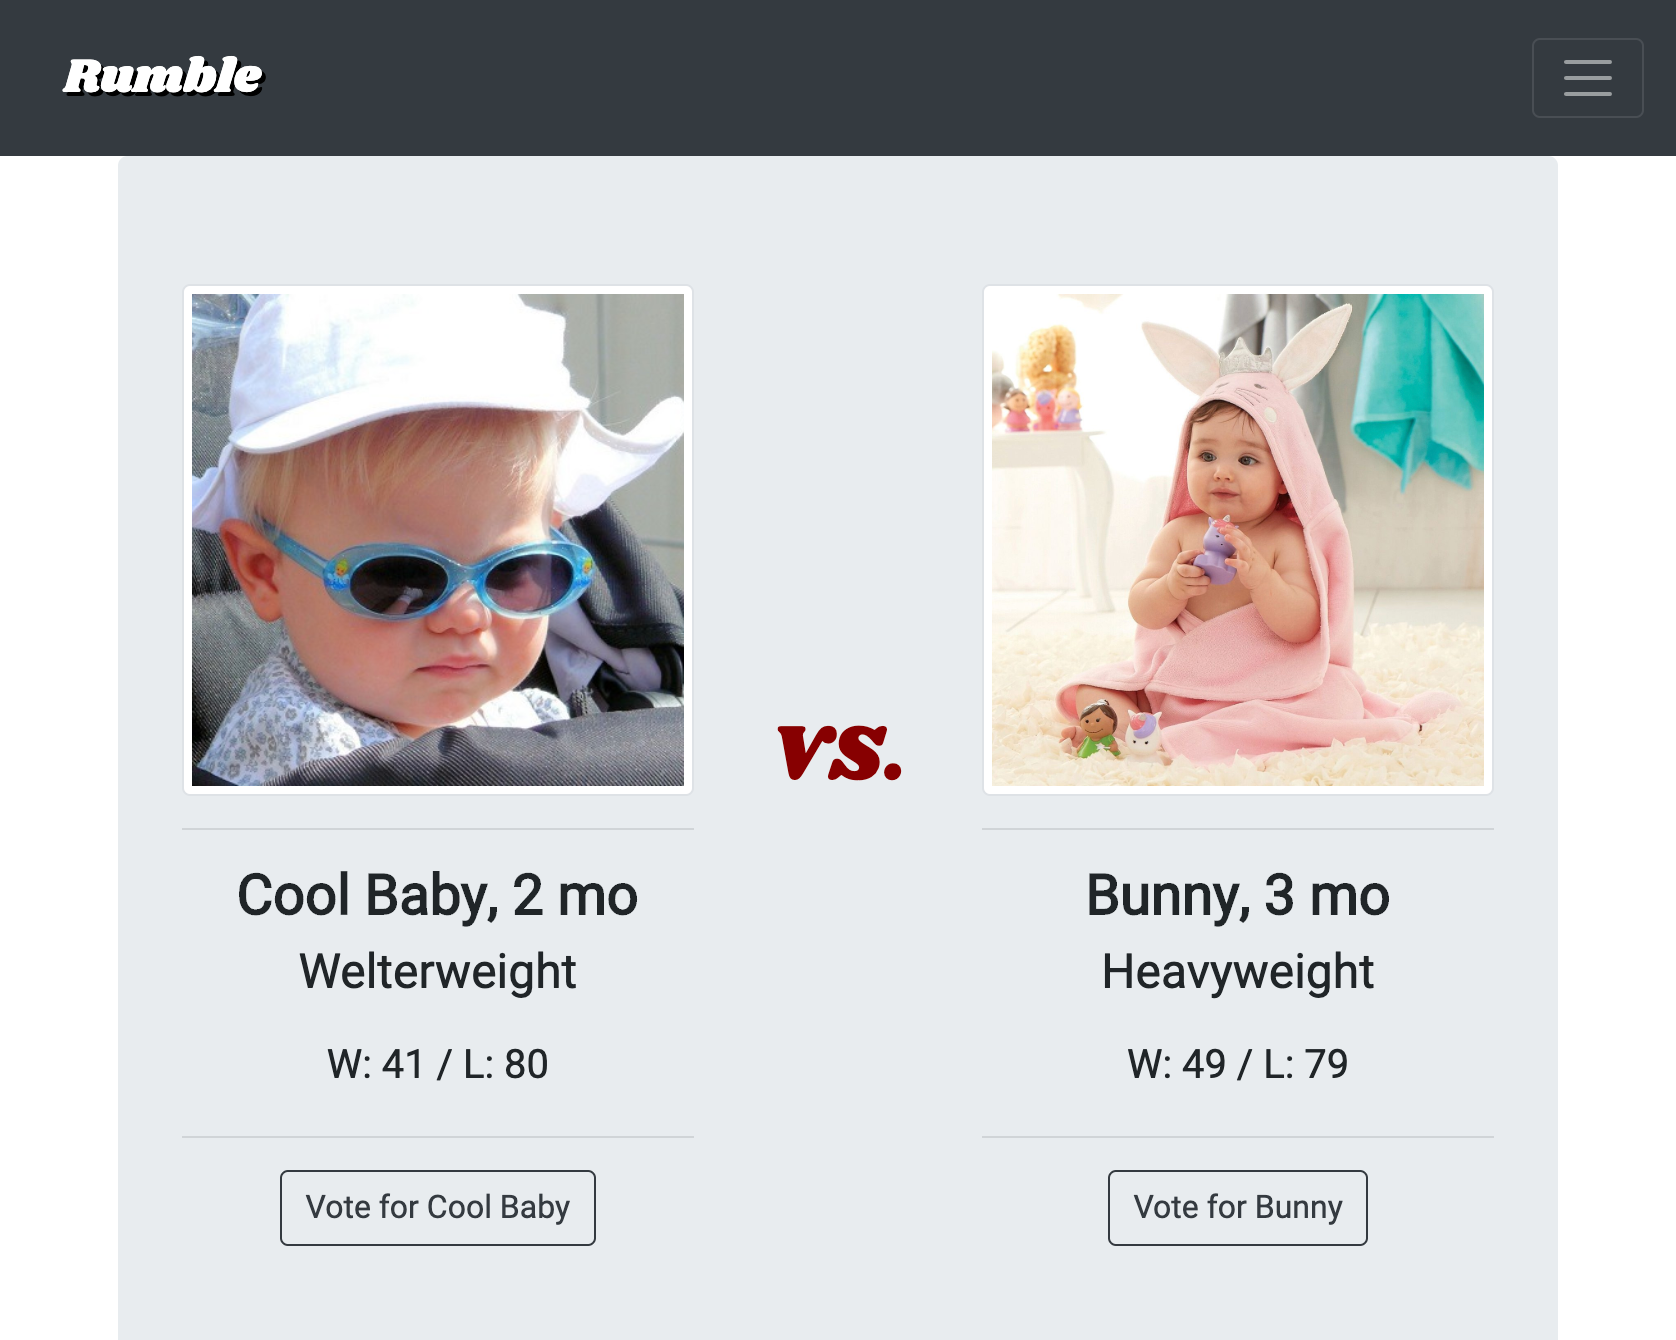 Rumble
vs.
Cool Baby, 2 mo
Welterweight
W: 41 / L: 80
Vote for Cool Baby
Bunny, 3 mo
Heavyweight
W: 49 / L: 79
Vote for Bunny